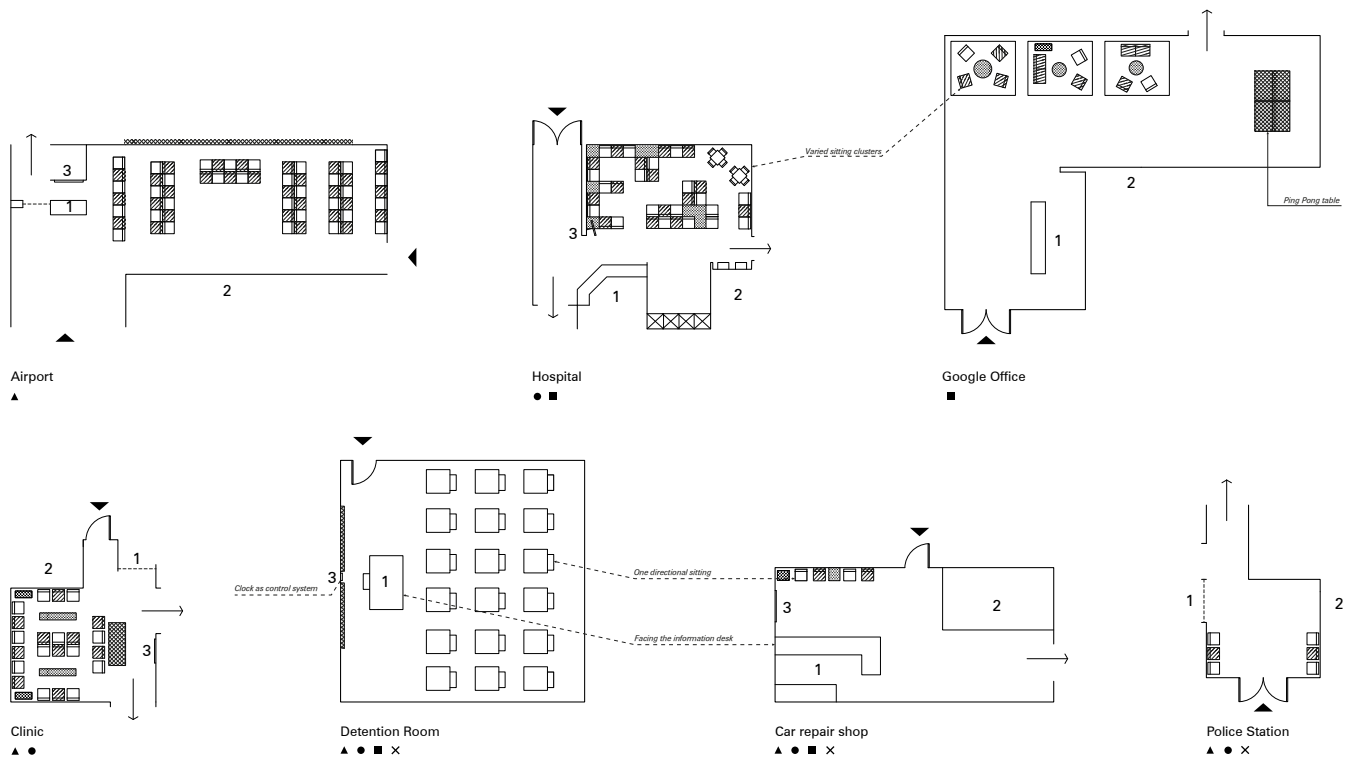 Varied sitting clusters
3
1
2
Airport
3
1
2
Hospital
1
2
Ping Pong table
Google Office
2
1
3
Clinic
Clock as control system
3
1
Detention Room
One directional sitting
Facing the information desk
3
2
1
Car repair shop
1
2
Police Station